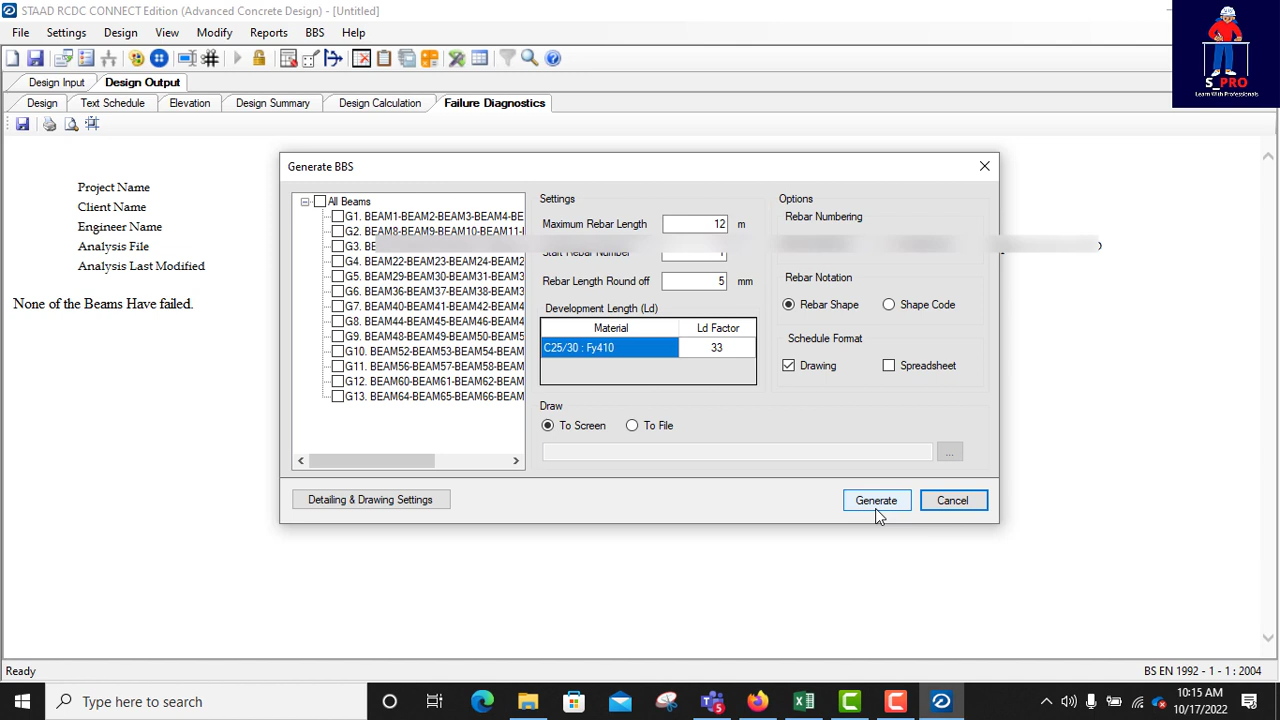 STAAD RCDC CONNECT Edition (Advanced Concrete Design) - [Untitled]
File Settings Design View Modify Reports BBS Help
Design Input Design Output
Design Text Schedule Elevation Design Summary Design Calculation Failure Diagnostics
S_PRO
Learn With Professionals
Project Name
Client Name
Engineer Name
Analysis File
Analysis Last Modified
None of the Beams Have failed.
Generate BBS
All Beams
G1. BEAM1-BEAM2-BEAM3-BEAM4-BE
G2. BEAM8-BEAM9-BEAM10-BEAM11-
G3. BE
G4. BEAM22-BEAM23-BEAM24-BEAM2
G5. BEAM29-BEAM30-BEAM31-BEAM3
G6. BEAM36-BEAM37-BEAM38-BEAM3
G7. BEAM40-BEAM41-BEAM42-BEAM4
G8. BEAM44-BEAM45-BEAM46-BEAM4
G9. BEAM48-BEAM49-BEAM50-BEAM5
G10. BEAM52-BEAM53-BEAM54-BEAM
G11. BEAM56-BEAM57-BEAM58-BEAM
G12. BEAM60-BEAM61-BEAM62-BEAM
G13. BEAM64-BEAM65-BEAM66-BEAM
Detailing & Drawing Settings
Settings
Maximum Rebar Length 12 m
Start Rebar Number 1
Rebar Length Round off 5 mm
Development Length (Ld)
Material Ld Factor
C25/30 : Fy410 33
Draw
To Screen To File
...
Options
Rebar Numbering
Rebar Notation
Rebar Shape Shape Code
Schedule Format
Drawing Spreadsheet
Generate Cancel
Ready BS EN 1992 - 1 - 1 : 2004
Type here to search
10:15 AM
10/17/2022